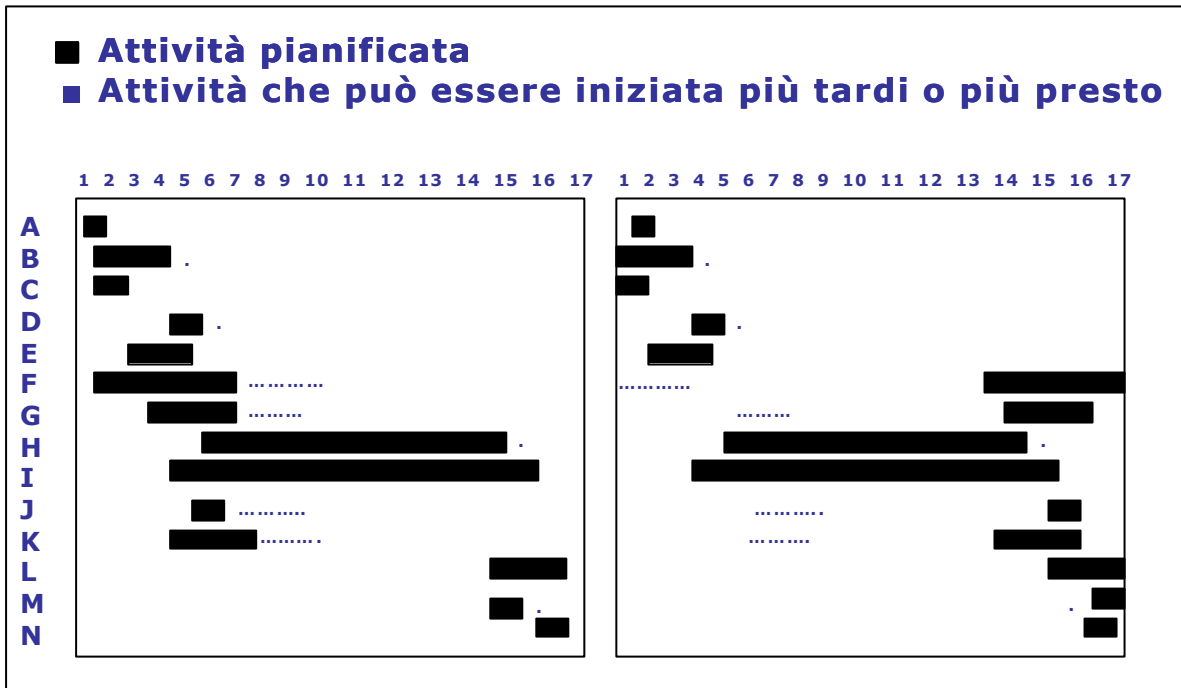 Attività pianificata
Attività che può essere iniziata più tardi o più presto
1 2 3 4 5 6 7 8 9 10 11 12 13 14 15 16 17 1 2 3 4 5 6 7 8 9 10 11 12 13 14 15 16 17
A
B
C
D
E
F
G
H
I
J
K
L
M
N